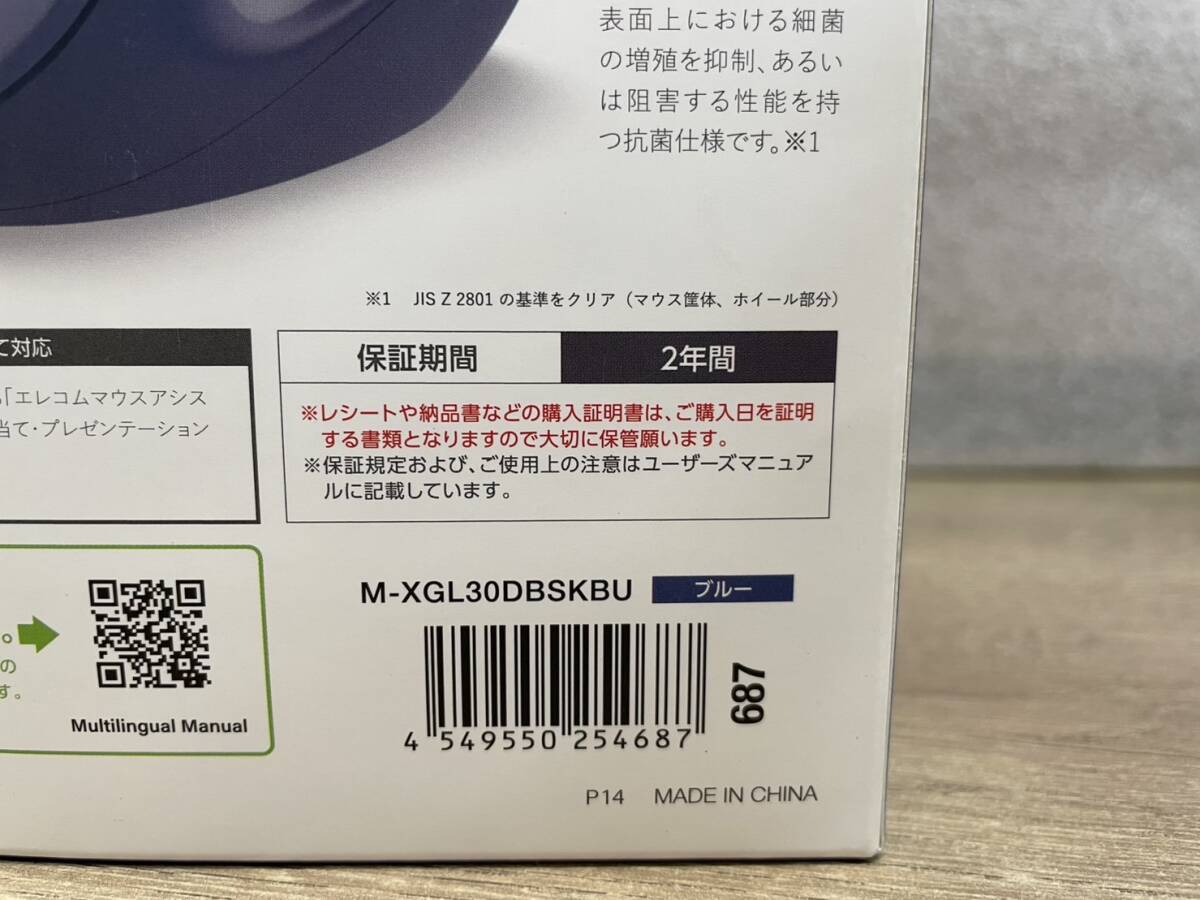 表面上における細菌
の増殖を抑制、あるい
は阻害する性能を持
つ抗菌仕様です。※1
※1 JIS Z 2801 の基準をクリア（マウス筐体、ホイール部分）
て対応
「エレコムマウスアシス
当て・プレゼンテーション
保証期間 2年間
※レシートや納品書などの購入証明書は、ご購入日を証明
する書類となりますので大切に保管願います。
※保証規定および、ご使用上の注意はユーザーズマニュア
ルに記載しています。
。
の
す。
Multilingual Manual
M-XGL30DBSKBU ブルー
4 549550 254687
687
P14 MADE IN CHINA